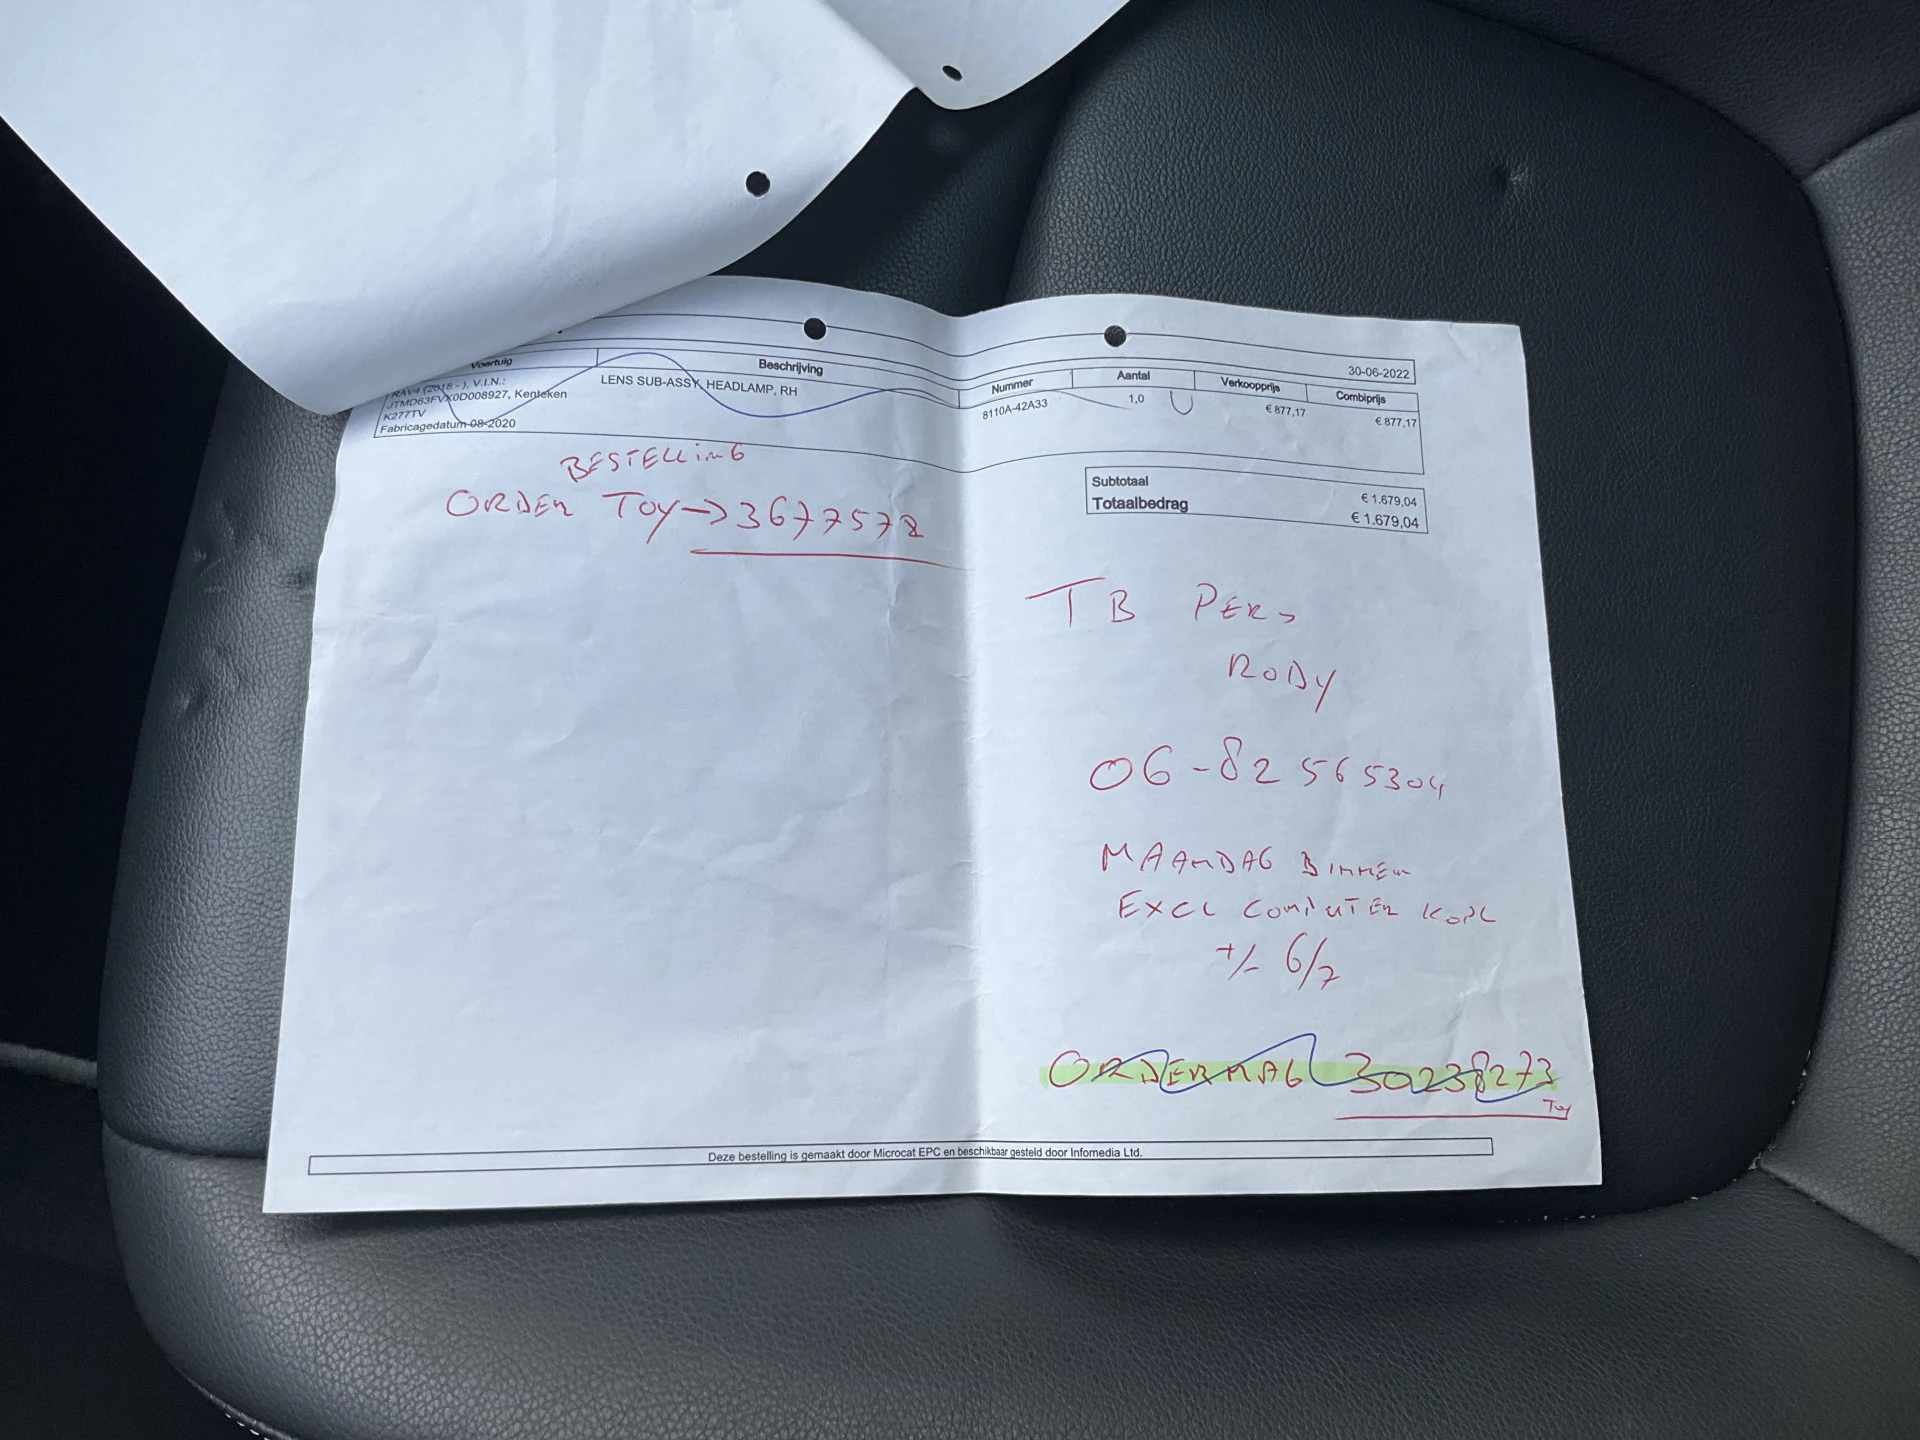 30-06-2022
Voertuig Beschrijving Nummer Aantal Verkoopprijs Combiprijs
RAV4 (2018 - ), V.I.N.: LENS SUB-ASSY, HEADLAMP, RH 8110A-42A33 1,0 € 877,17 € 877,17
JTMD63FVX0D008927, Kenteken
K277TV
Fabricagedatum 08-2020
Subtotaal € 1.679,04
Totaalbedrag € 1.679,04
BESTELLING
ORDER TOY → 3677578
TB PER
RODY
06-82565304
MAANDAG BINNEN
EXCL COMPUTER KOPL
+/- 6/7
ORDERMAG 30238273
Toy
Deze bestelling is gemaakt door Microcat EPC en beschikbaar gesteld door Infomedia Ltd.